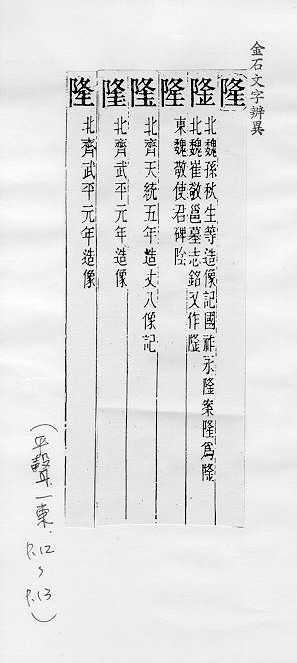 金石文字辨異
隆
隆 北魏孫秋生等造像記國祚永隆案隆爲隆
北魏崔敬邕墓志銘又作隆
隆 東魏敬使君碑隆
隆 北齊天統五年造丈八像記
隆 北齊武平元年造像
隆 北齊武平元年造像
(平聲一東.
P.12
P.13)